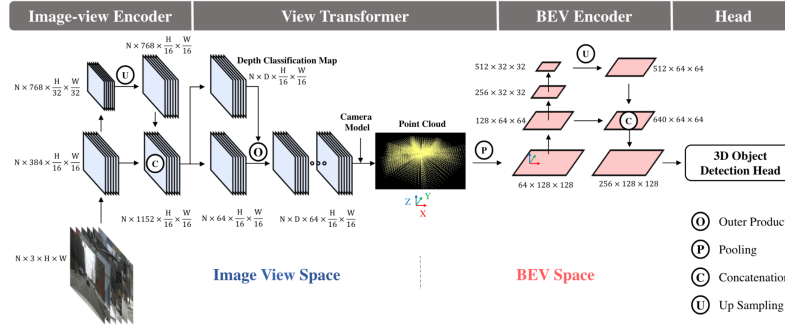 Image-view Encoder
View Transformer
BEV Encoder
Head
N × 768 × H/16 × W/16
N × 768 × H/32 × W/32
U
N × 384 × H/16 × W/16
C
N × 1152 × H/16 × W/16
N × 3 × H × W
Depth Classification Map
N × D × H/16 × W/16
N × 64 × H/16 × W/16
O
N × D × 64 × H/16 × W/16
Camera
Model
Point Cloud
Z
Y
X
P
512 × 32 × 32
256 × 32 × 32
128 × 64 × 64
64 × 128 × 128
U
512 × 64 × 64
C
640 × 64 × 64
256 × 128 × 128
3D Object
Detection Head
Image View Space
BEV Space
O Outer Product
P Pooling
C Concatenation
U Up Sampling